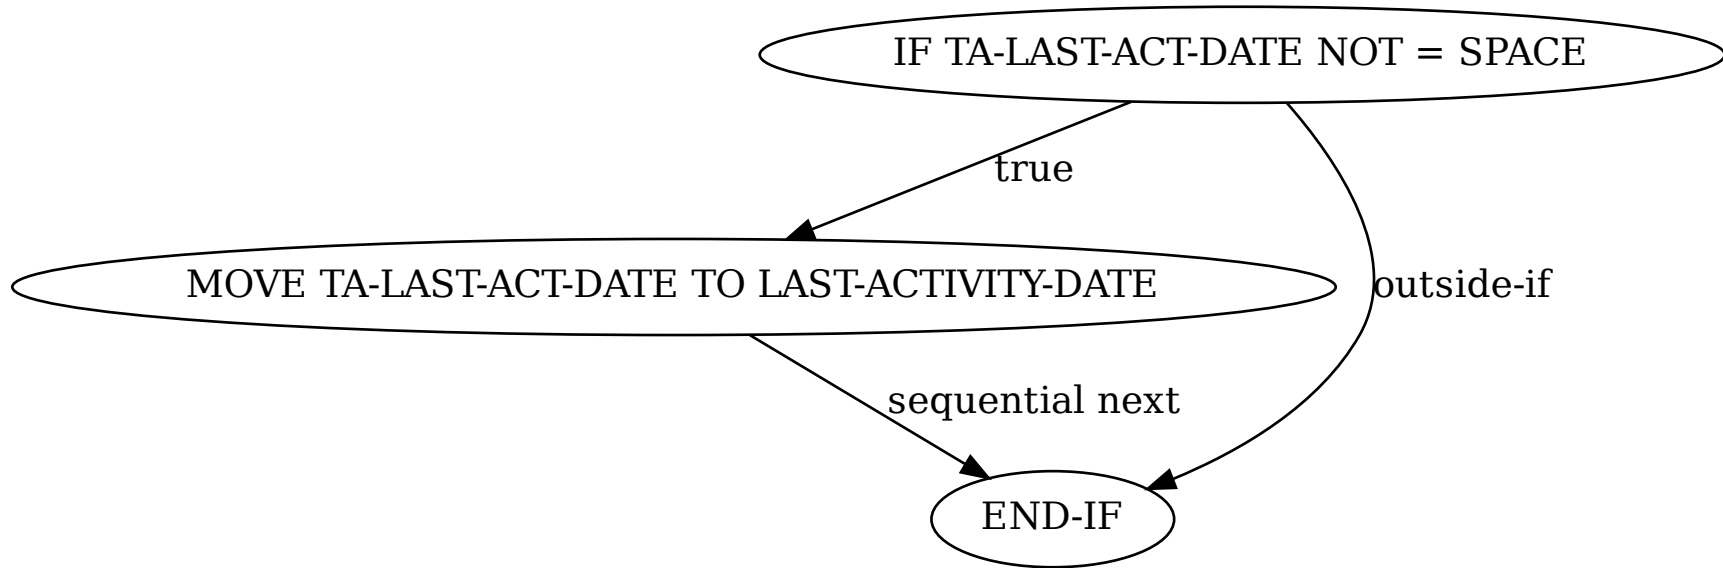 IF TA-LAST-ACT-DATE NOT = SPACE
true
MOVE TA-LAST-ACT-DATE TO LAST-ACTIVITY-DATE
outside-if
sequential next
END-IF